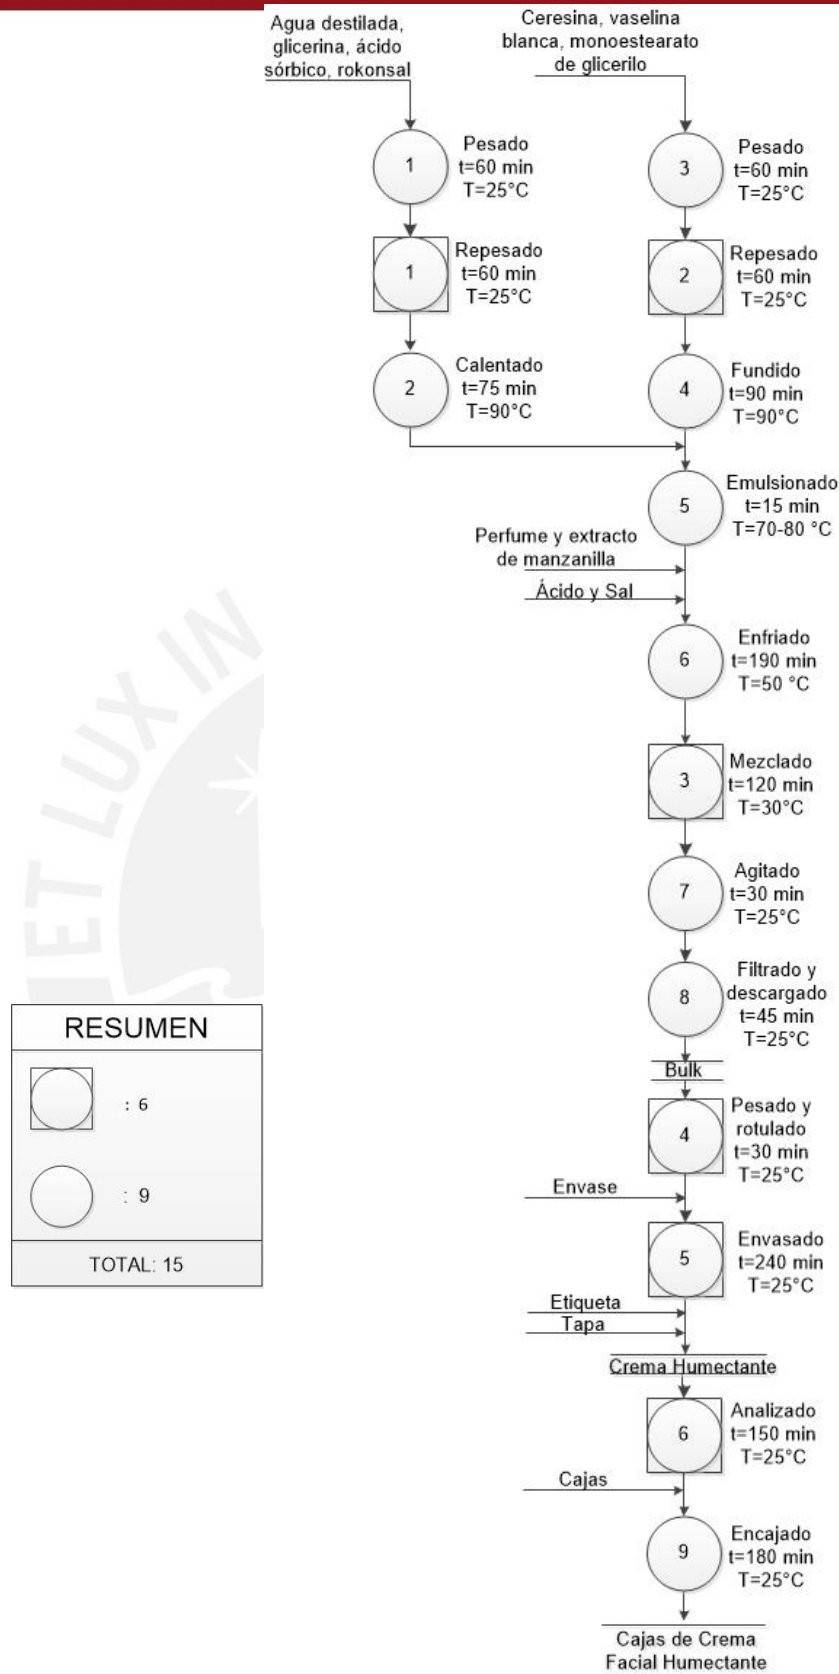 Agua destilada,
glicerina, ácido
sórbico, rokonsal
Ceresina, vaselina
blanca, monoestearato
de glicerilo
1
Pesado
t=60 min
T=25°C
3
Pesado
t=60 min
T=25°C
1
Repesado
t=60 min
T=25°C
2
Repesado
t=60 min
T=25°C
2
Calentado
t=75 min
T=90°C
4
Fundido
t=90 min
T=90°C
5
Emulsionado
t=15 min
T=70-80 °C
Perfume y extracto
de manzanilla
Ácido y Sal
6
Enfriado
t=190 min
T=50 °C
3
Mezclado
t=120 min
T=30°C
7
Agitado
t=30 min
T=25°C
8
Filtrado y
descargado
t=45 min
T=25°C
Bulk
4
Pesado y
rotulado
t=30 min
T=25°C
Envase
5
Envasado
t=240 min
T=25°C
Etiqueta
Tapa
Crema Humectante
6
Analizado
t=150 min
T=25°C
Cajas
9
Encajado
t=180 min
T=25°C
Cajas de Crema
Facial Humectante
RESUMEN
: 6
: 9
TOTAL: 15
ET LUX IN